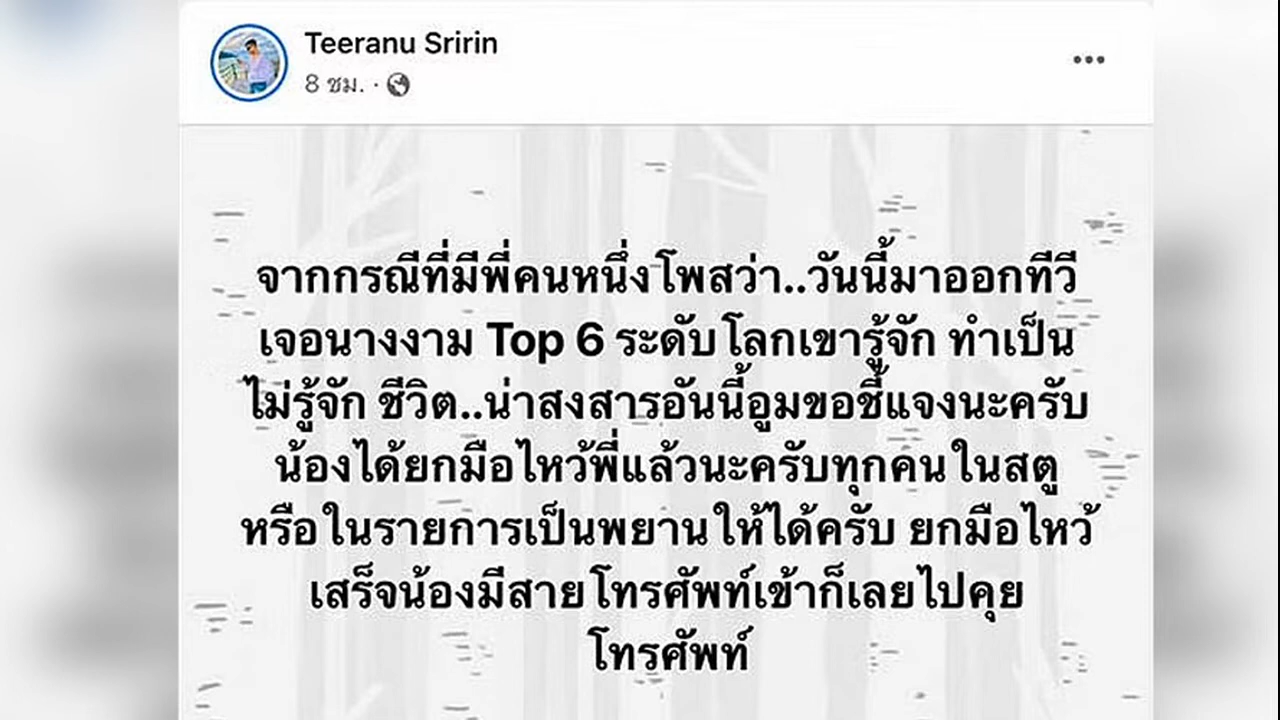 Teeranu Sririn
8 ชม. ·
จากกรณีที่มีพี่คนหนึ่งโพสว่า..วันนี้มาออกทีวี
เจอนางงาม Top 6 ระดับโลกเขารู้จัก ทำเป็น
ไม่รู้จัก ชีวิต..น่าสงสารอันนี้อูมขอชี้แจงนะครับ
น้องได้ยกมือไหว้พี่แล้วนะครับทุกคนในสตู
หรือในรายการเป็นพยานให้ได้ครับ ยกมือไหว้
เสร็จน้องมีสายโทรศัพท์เข้าก็เลยไปคุย
โทรศัพท์